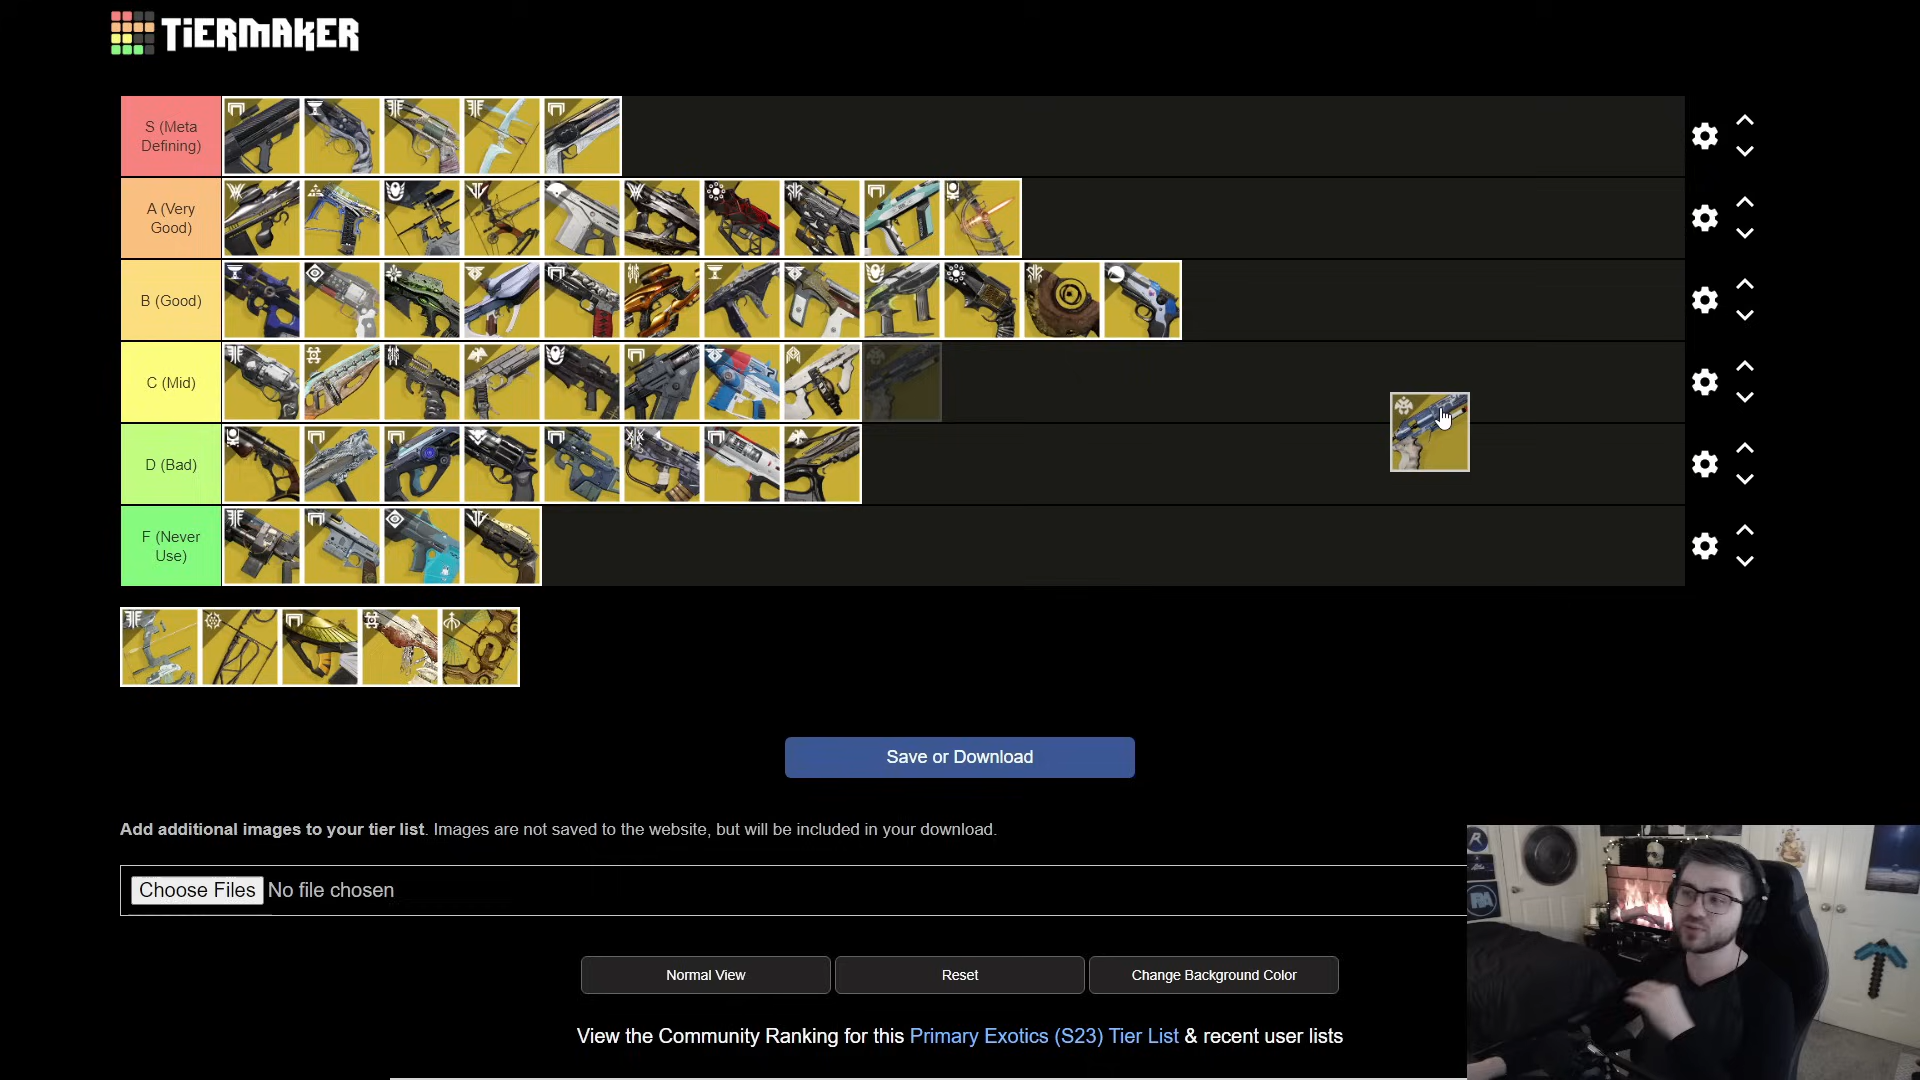 TIERMAKER
S (Meta
Defining)
A (Very
Good)
B (Good)
C (Mid)
D (Bad)
F (Never
Use)
Save or Download
Add additional images to your tier list. Images are not saved to the website, but will be included in your download.
Choose Files No file chosen
Normal View
Reset
Change Background Color
View the Community Ranking for this Primary Exotics (S23) Tier List & recent user lists